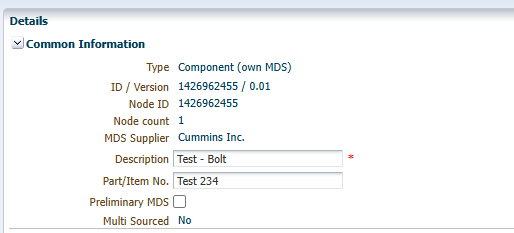 Details
Common Information
Type Component (own MDS)
ID / Version 1426962455 / 0.01
Node ID 1426962455
Node count 1
MDS Supplier Cummins Inc.
Description Test - Bolt *
Part/Item No. Test 234
Preliminary MDS
Multi Sourced No